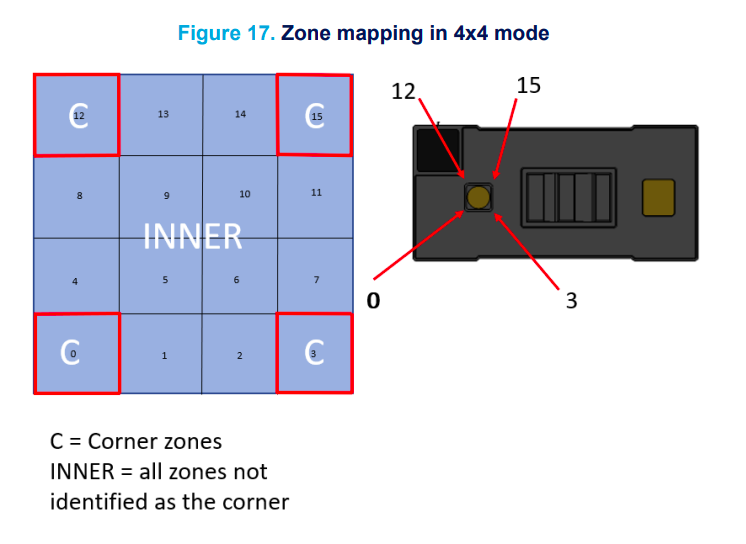 Figure 17. Zone mapping in 4x4 mode
C 12 13 14 C 15
12 15
8 9 10 11
INNER
4 5 6 7
0 3
C 0 1 2 C 3
C = Corner zones
INNER = all zones not
identified as the corner